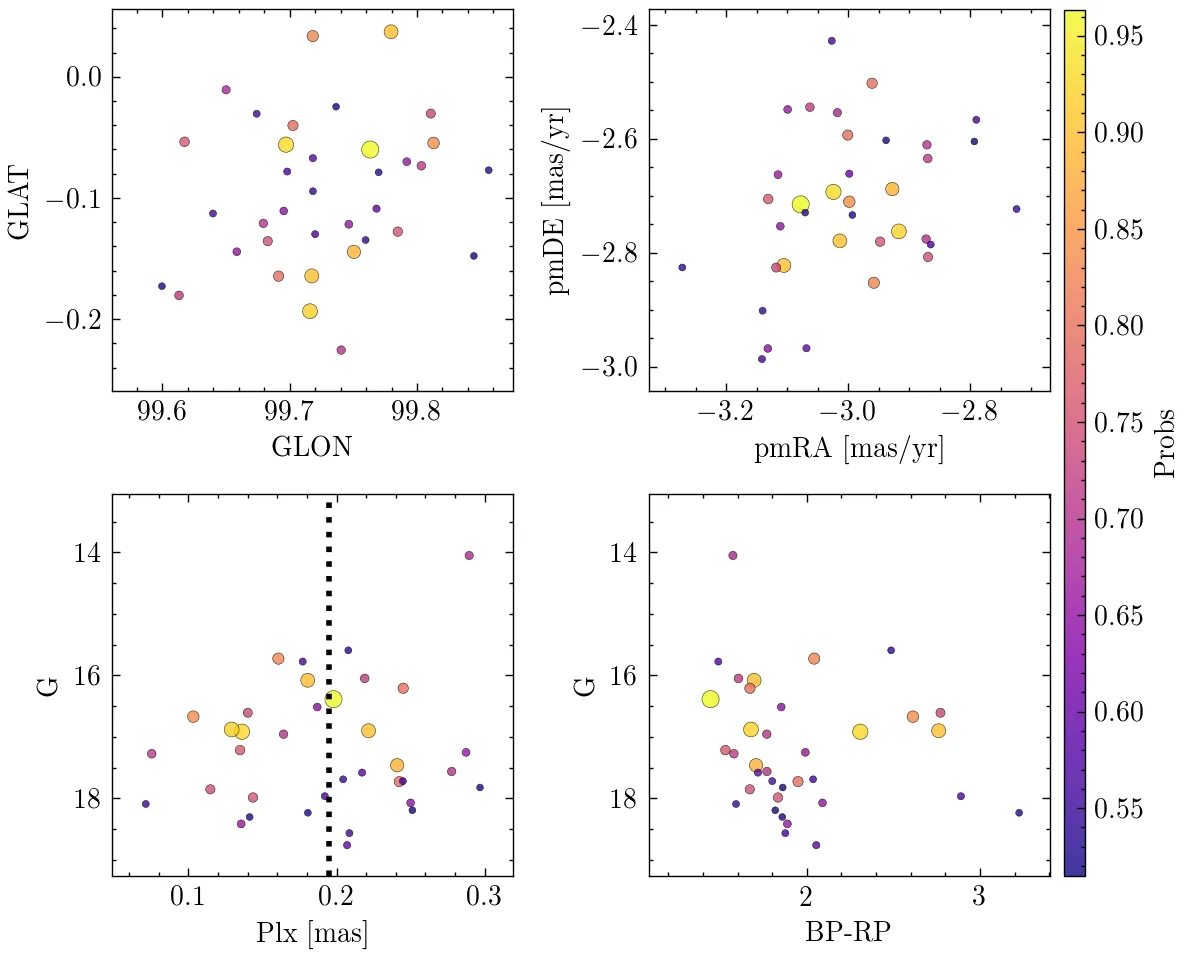 0.0
−0.1
−0.2
GLAT
99.6 99.7 99.8
GLON
−2.4
−2.6
−2.8
−3.0
pmDE [mas/yr]
−3.2 −3.0 −2.8
pmRA [mas/yr]
14
16
18
G
0.1 0.2 0.3
Plx [mas]
14
16
18
G
2 3
BP-RP
0.95
0.90
0.85
0.80
0.75
0.70
0.65
0.60
0.55
Probs